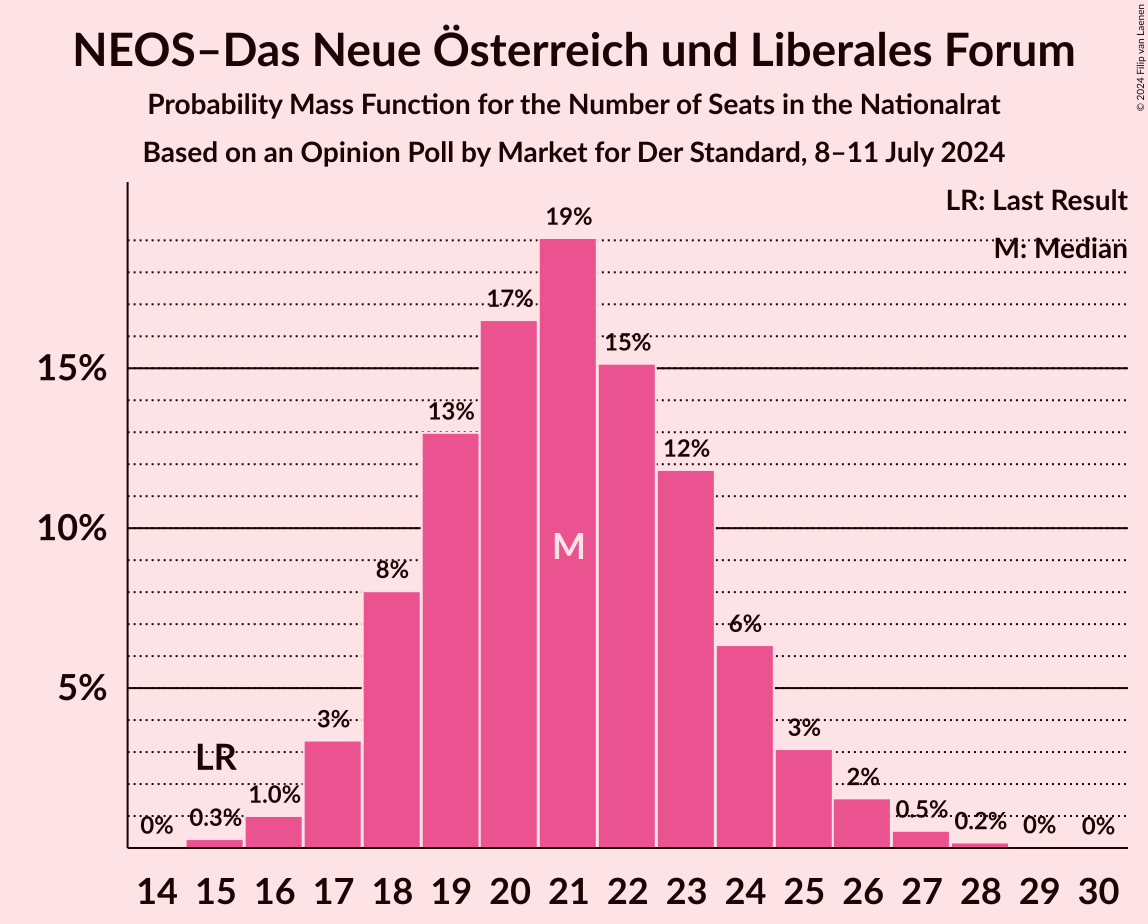 NEOS–Das Neue Österreich und Liberales Forum
Probability Mass Function for the Number of Seats in the Nationalrat
Based on an Opinion Poll by Market for Der Standard, 8–11 July 2024
© 2024 Filip van Laenen
LR: Last Result
M: Median
19%
17%
15%
15%
13%
12%
10%
M
8%
6%
5%
3%
3%
LR
2%
1.0%
0.5%
0.3%
0.2%
0%
0%
0%
14 15 16 17 18 19 20 21 22 23 24 25 26 27 28 29 30